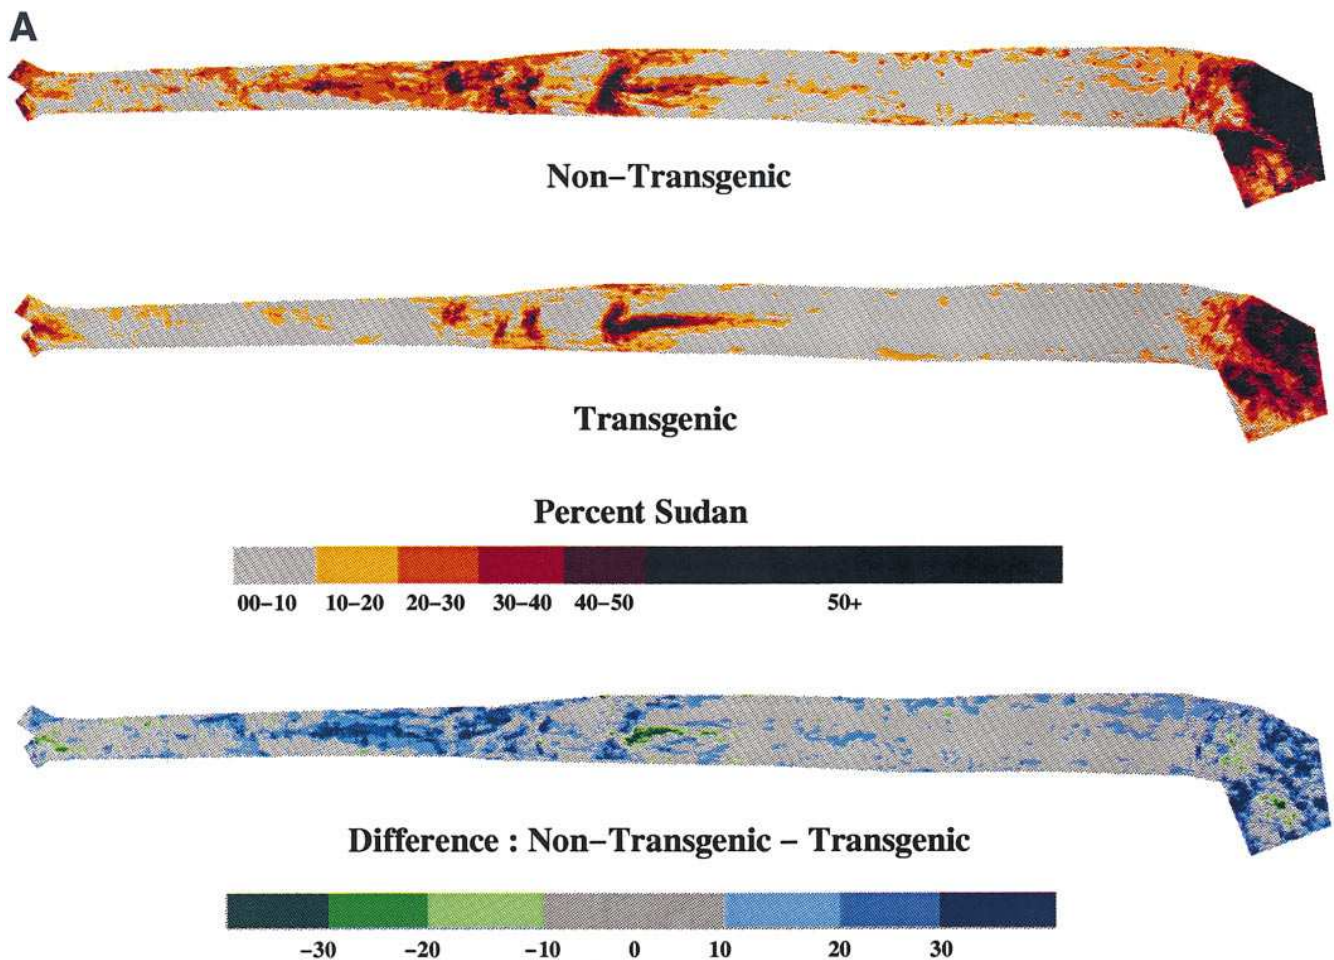 A
Non-Transgenic
Transgenic
Percent Sudan
00-10 10-20 20-30 30-40 40-50 50+
Difference : Non-Transgenic - Transgenic
-30 -20 -10 0 10 20 30